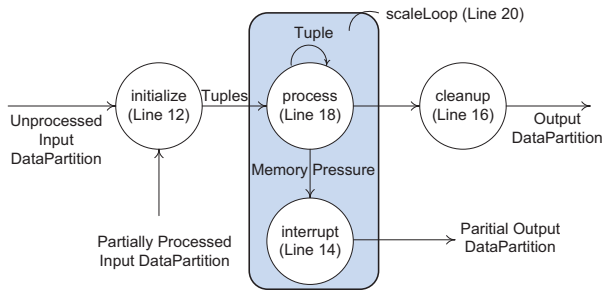 scaleLoop (Line 20)
Tuple
initialize
(Line 12)
Tuples
process
(Line 18)
cleanup
(Line 16)
Unprocessed
Input
DataPartition
Output
DataPartition
Memory Pressure
interrupt
(Line 14)
Partially Processed
Input DataPartition
Paritial Output
DataPartition